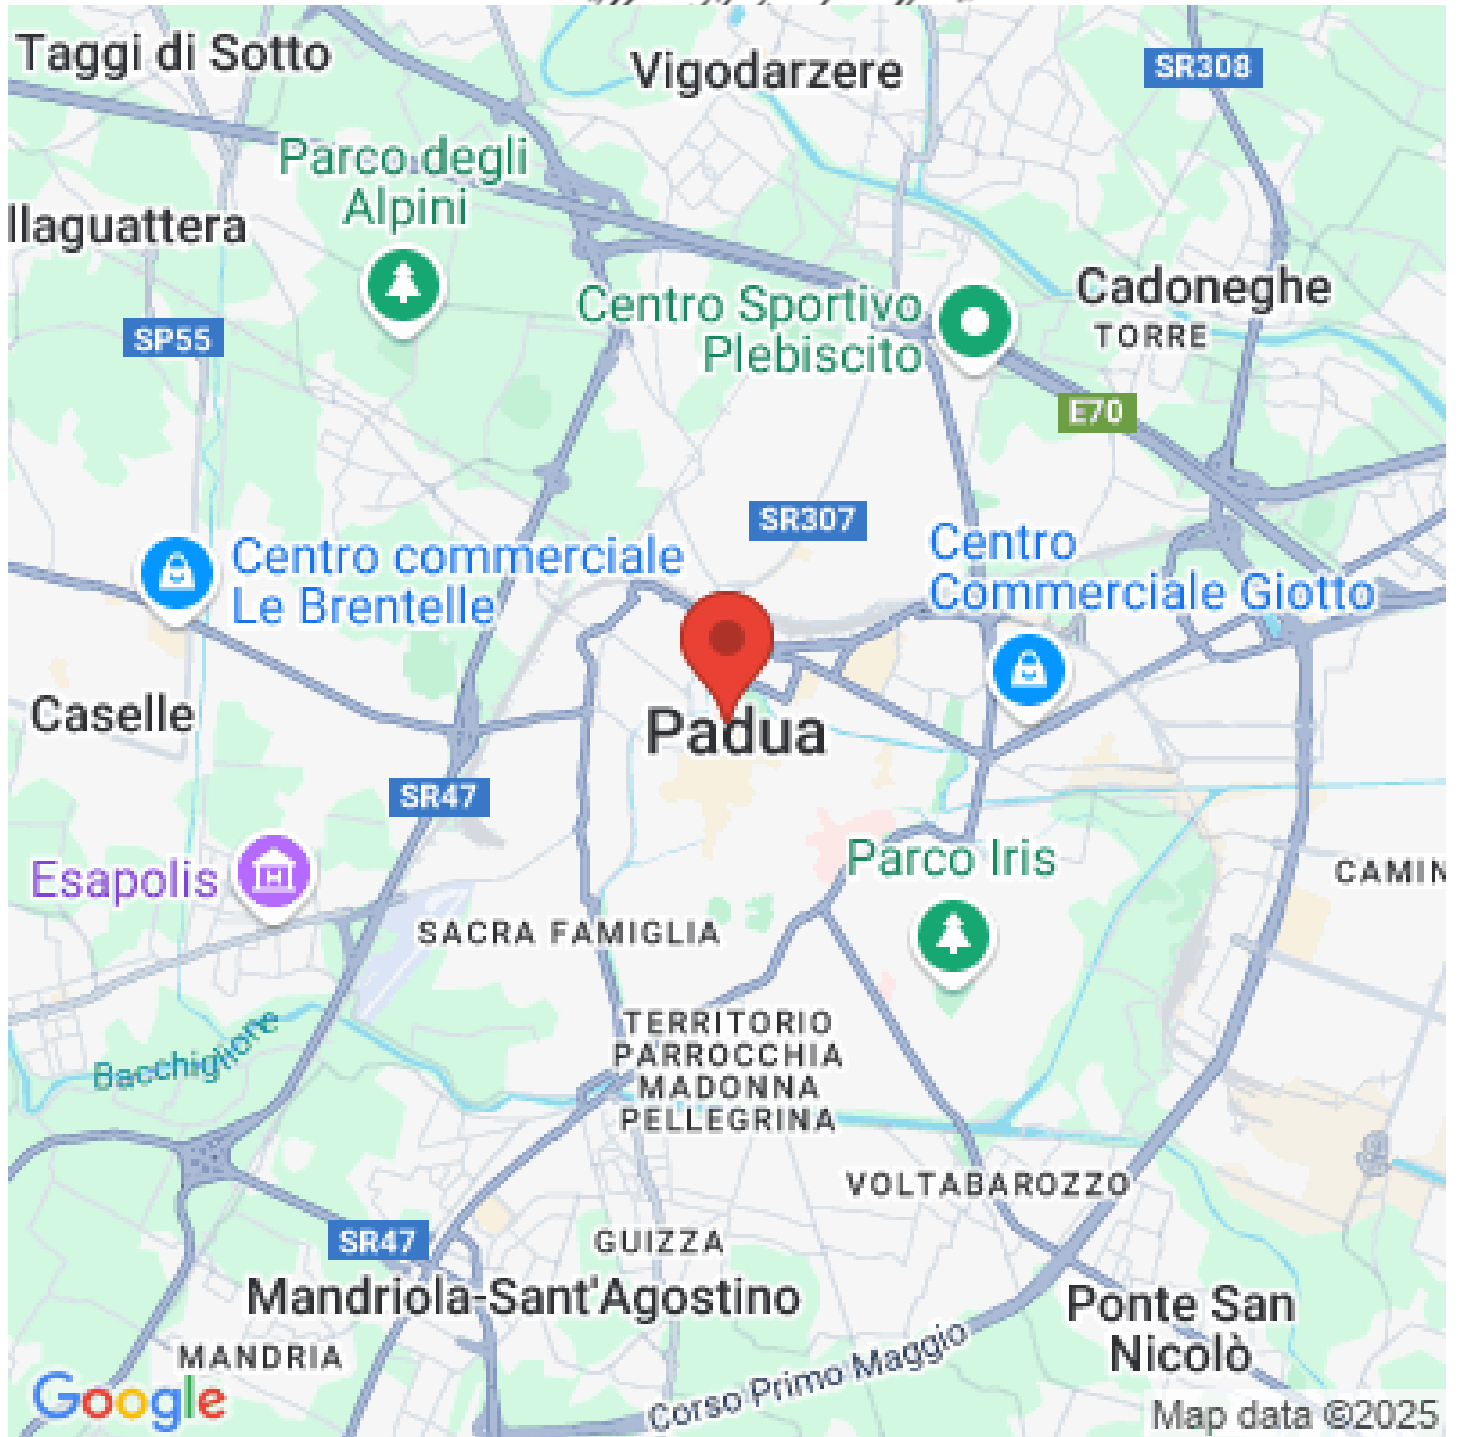 Taggi di Sotto
Vigodarzere
SR308
Parco degli
Alpini
llaguattera
Cadoneghe
TORRE
Centro Sportivo
Plebiscito
SP55
E70
SR307
Centro commerciale
Le Brentelle
Centro
Commerciale Giotto
Caselle
Padua
SR47
Esapolis
Parco Iris
CAMIN
SACRA FAMIGLIA
TERRITORIO
PARROCCHIA
MADONNA
PELLEGRINA
Bacchiglione
VOLTABAROZZO
SR47
GUIZZA
Mandriola-Sant'Agostino
Ponte San
Nicolò
MANDRIA
Corso Primo Maggio
Google
Map data ©2025